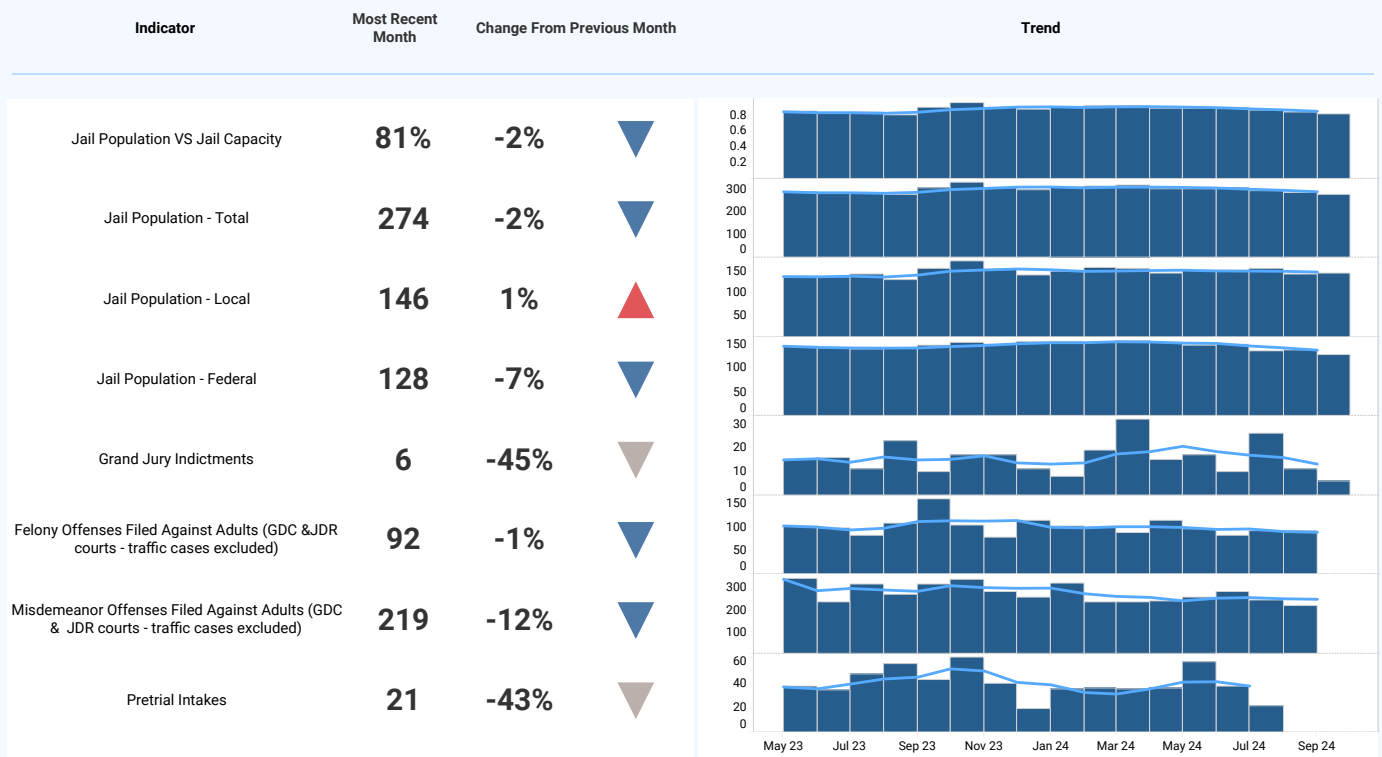 Indicator
Most Recent
Month
Change From Previous Month
Trend
Jail Population VS Jail Capacity
81%
-2%
0.8
0.6
0.4
0.2
Jail Population - Total
274
-2%
300
200
100
0
Jail Population - Local
146
1%
150
100
50
Jail Population - Federal
128
-7%
150
100
50
0
Grand Jury Indictments
6
-45%
30
20
10
0
Felony Offenses Filed Against Adults (GDC &JDR
courts - traffic cases excluded)
92
-1%
150
100
50
0
Misdemeanor Offenses Filed Against Adults (GDC
&  JDR courts - traffic cases excluded)
219
-12%
300
200
100
Pretrial Intakes
21
-43%
60
40
20
0
May 23
Jul 23
Sep 23
Nov 23
Jan 24
Mar 24
May 24
Jul 24
Sep 24